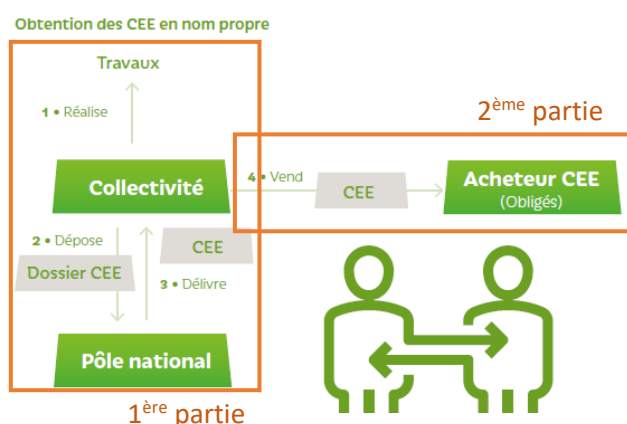 Obtention des CEE en nom propre
Travaux
1 • Réalise
2ème partie
Collectivité
4 • Vend
CEE
Acheteur CEE
(Obligés)
2 • Dépose
CEE
Dossier CEE
3 • Délivre
Pôle national
1ère partie